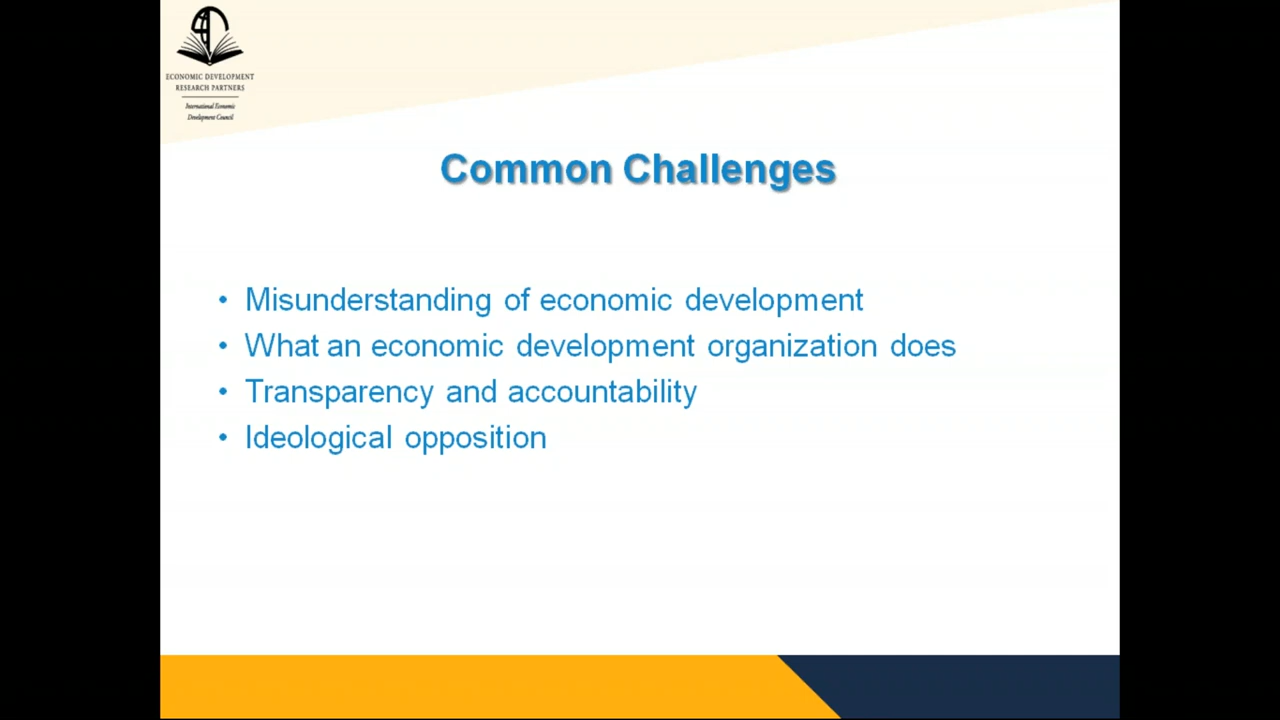 ECONOMIC DEVELOPMENT
RESEARCH PARTNERS
International Economic
Development Council
Common Challenges
• Misunderstanding of economic development
• What an economic development organization does
• Transparency and accountability
• Ideological opposition